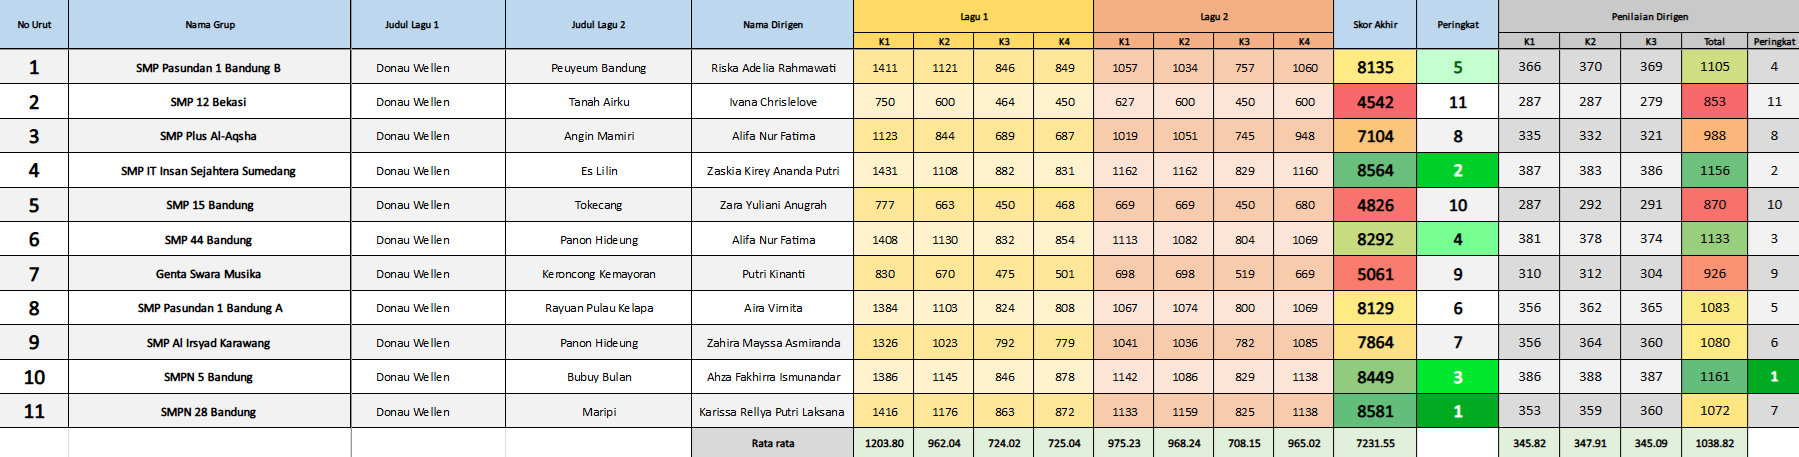 No Urut Nama Grup Judul Lagu 1 Judul Lagu 2 Nama Dirigen Lagu 1 Lagu 2 Skor Akhir Peringkat Penilaian Dirigen
K1 K2 K3 K4 K1 K2 K3 K4 K1 K2 K3 Total Peringkat
1 SMP Pasundan 1 Bandung B Donau Wellen Peuyeum Bandung Riska Adelia Rahmawati 1411 1121 846 849 1057 1034 757 1060 8135 5 366 370 369 1105 4
2 SMP 12 Bekasi Donau Wellen Tanah Airku Ivana Chrislelove 750 600 464 450 627 600 450 600 4542 11 287 287 279 853 11
3 SMP Plus Al-Aqsha Donau Wellen Angin Mamiri Alifa Nur Fatima 1123 844 689 687 1019 1051 745 948 7104 8 335 332 321 988 8
4 SMP IT Insan Sejahtera Sumedang Donau Wellen Es Lilin Zaskia Kirey Ananda Putri 1431 1108 882 831 1162 1162 829 1160 8564 2 387 383 386 1156 2
5 SMP 15 Bandung Donau Wellen Tokecang Zara Yuliani Anugrah 777 663 450 468 669 669 450 680 4826 10 287 292 291 870 10
6 SMP 44 Bandung Donau Wellen Panon Hideung Alifa Nur Fatima 1408 1130 832 854 1113 1082 804 1069 8292 4 381 378 374 1133 3
7 Genta Swara Musika Donau Wellen Keroncong Kemayoran Putri Kinanti 830 670 475 501 698 698 519 669 5061 9 310 312 304 926 9
8 SMP Pasundan 1 Bandung A Donau Wellen Rayuan Pulau Kelapa Aira Virnita 1384 1103 824 808 1067 1074 800 1069 8129 6 356 362 365 1083 5
9 SMP Al Irsyad Karawang Donau Wellen Panon Hideung Zahira Mayssa Asmiranda 1326 1023 792 779 1041 1036 782 1085 7864 7 356 364 360 1080 6
10 SMPN 5 Bandung Donau Wellen Bubuy Bulan Ahza Fakhirra Ismunandar 1386 1145 846 878 1142 1086 829 1138 8449 3 386 388 387 1161 1
11 SMPN 28 Bandung Donau Wellen Maripi Karissa Rellya Putri Laksana 1416 1176 863 872 1133 1159 825 1138 8581 1 353 359 360 1072 7
Rata rata 1203.80 962.04 724.02 725.04 975.23 968.24 708.15 965.02 7231.55 345.82 347.91 345.09 1038.82